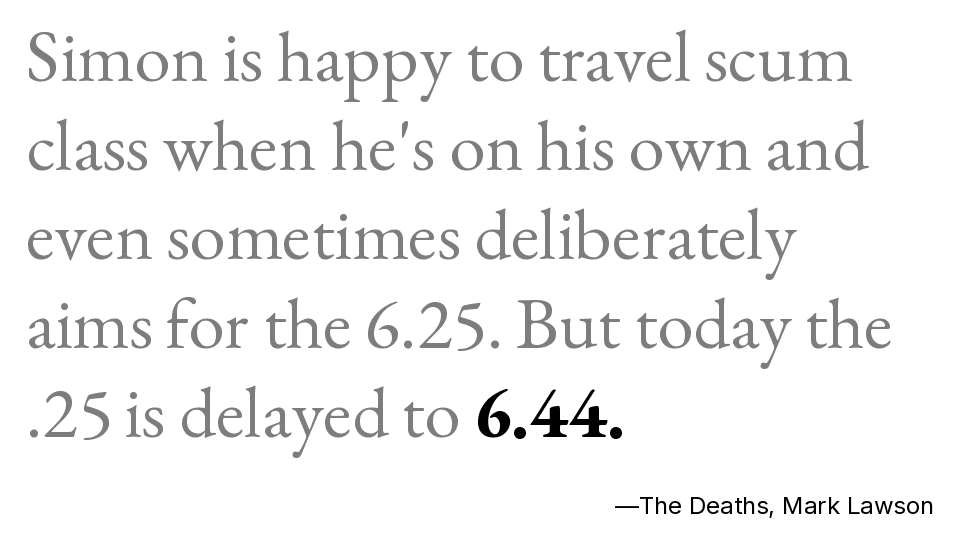 Simon is happy to travel scum
class when he's on his own and
even sometimes deliberately
aims for the 6.25. But today the
.25 is delayed to 6.44.
—The Deaths, Mark Lawson